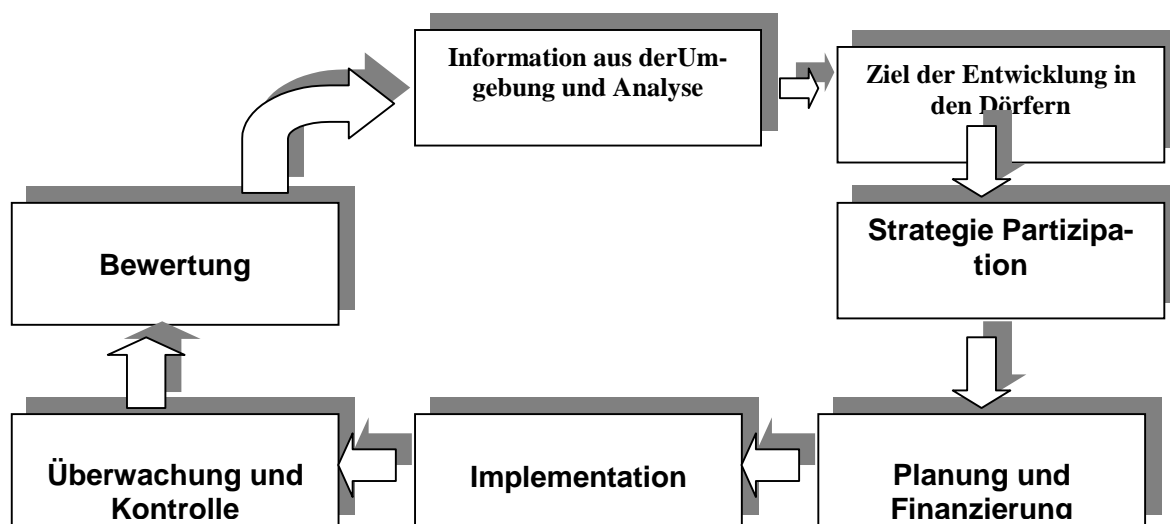 Information aus derUm-
gebung und Analyse
Ziel der Entwicklung in
den Dörfern
Strategie Partizipa-
tion
Planung und
Finanzierung
Implementation
Überwachung und
Kontrolle
Bewertung